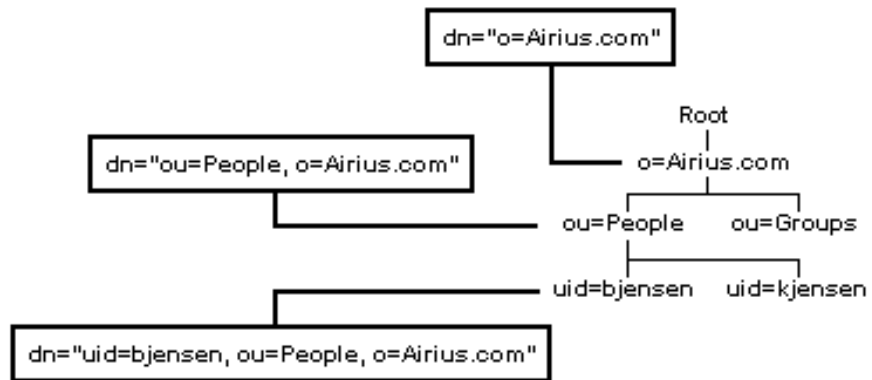 dn="o=Airius.com"
Root
dn="ou=People, o=Airius.com"
o=Airius.com
ou=People ou=Groups
uid=bjensen uid=kjensen
dn="uid=bjensen, ou=People, o=Airius.com"